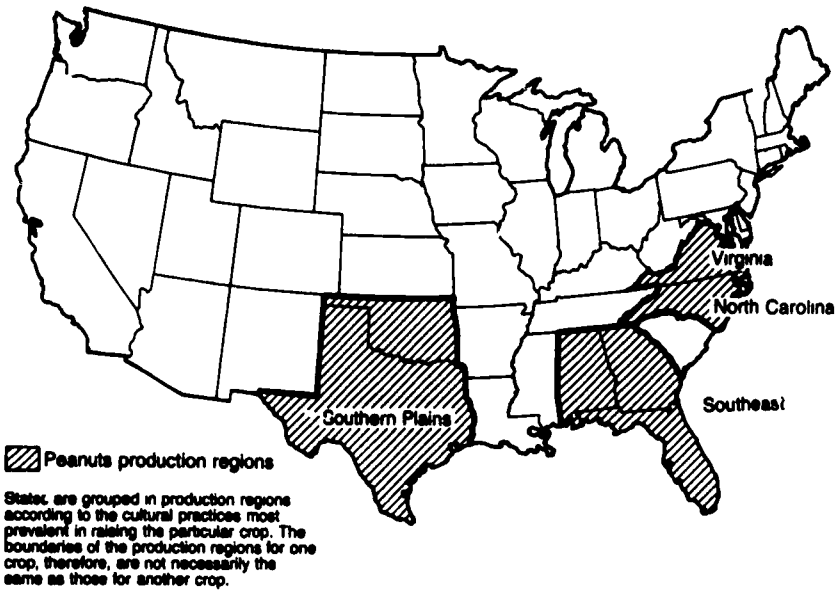 Virginia
North Carolina
Southeast
Southern Plains
Peanuts production regions
States are grouped in production regions
according to the cultural practices most
prevalent in raising the particular crop. The
boundaries of the production regions for one
crop, therefore, are not necessarily the
same as those for another crop.